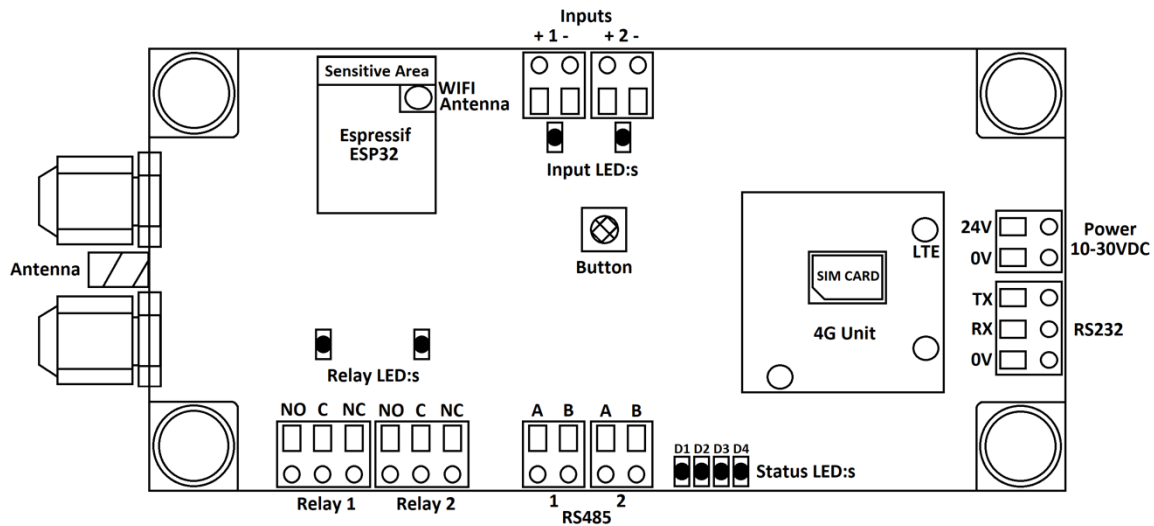 Inputs
+ 1 - + 2 -
Sensitive Area
WIFI
Antenna
Espressif
ESP32
Input LED:s
Button
Antenna
LTE
SIM CARD
4G Unit
24V
0V
Power
10-30VDC
TX
RX
0V
RS232
Relay LED:s
NO C NC NO C NC
Relay 1 Relay 2
A B A B
1 2
RS485
D1 D2 D3 D4
Status LED:s